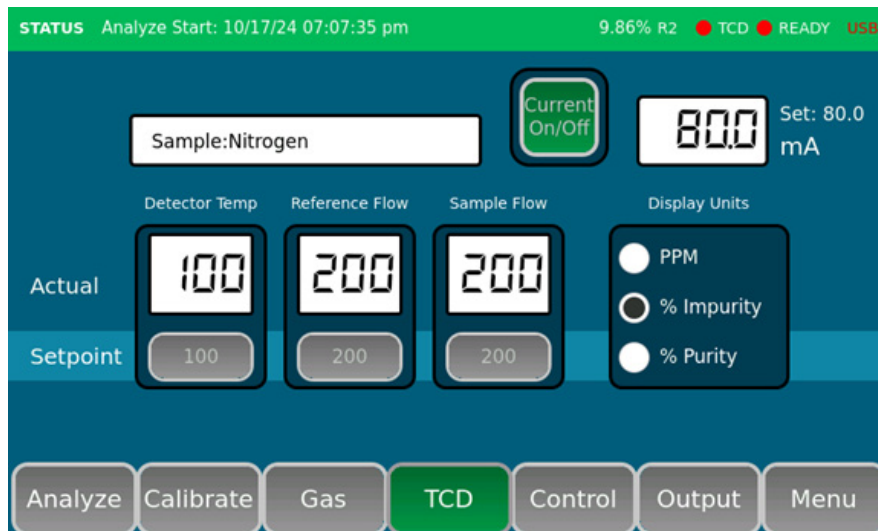 STATUS Analyze Start: 10/17/24 07:07:35 pm 9.86% R2 TCD READY USB
Current
On/Off
80.0
Set: 80.0
mA
Sample:Nitrogen
Detector Temp Reference Flow Sample Flow Display Units
Actual 100 200 200
PPM
% Impurity
Setpoint 100 200 200
% Purity
Analyze Calibrate Gas TCD Control Output Menu